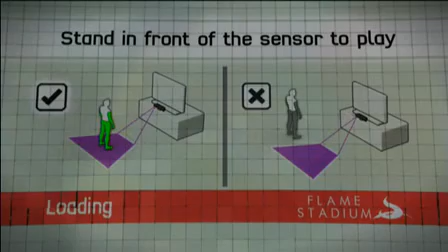 Stand in front of the sensor to play
Loading
FLAME
STADIUM